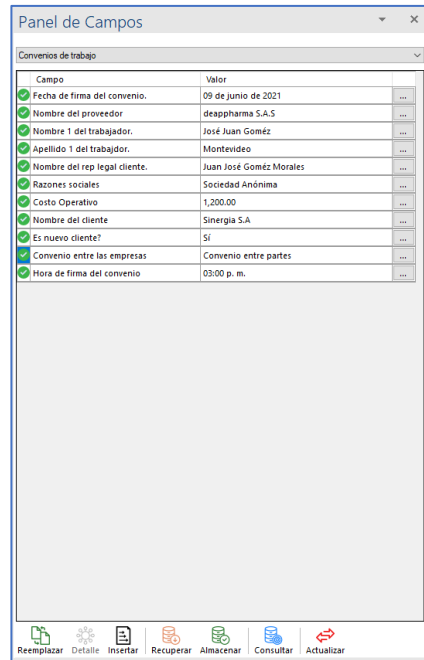 Panel de Campos
Convenios de trabajo
Campo Valor
Fecha de firma del convenio. 09 de junio de 2021 ...
Nombre del proveedor deappharma S.A.S ...
Nombre 1 del trabajador. José Juan Goméz ...
Apellido 1 del trabajdor. Montevideo ...
Nombre del rep legal cliente. Juan José Goméz Morales ...
Razones sociales Sociedad Anónima ...
Costo Operativo 1,200.00 ...
Nombre del cliente Sinergia S.A ...
Es nuevo cliente? Sí ...
Convenio entre las empresas Convenio entre partes ...
Hora de firma del convenio 03:00 p. m. ...
Reemplazar Detalle Insertar Recuperar Almacenar Consultar Actualizar